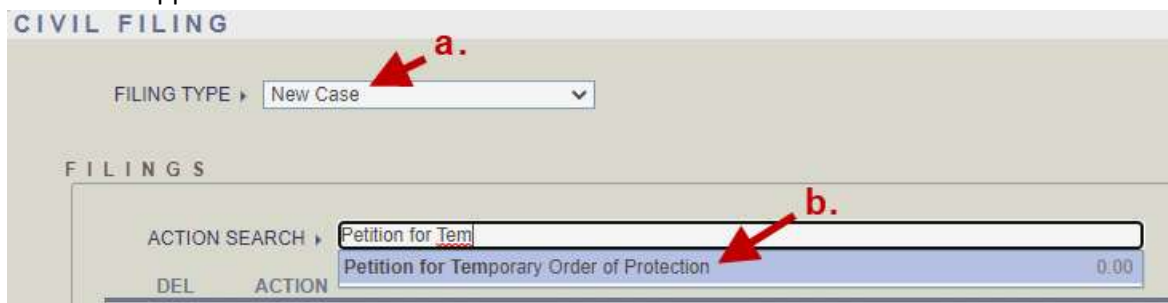 CIVIL FILING
a.
FILING TYPE ▸ New Case
FILINGS
b.
ACTION SEARCH ▸ Petition for Tem
Petition for Temporary Order of Protection 0.00
DEL ACTION